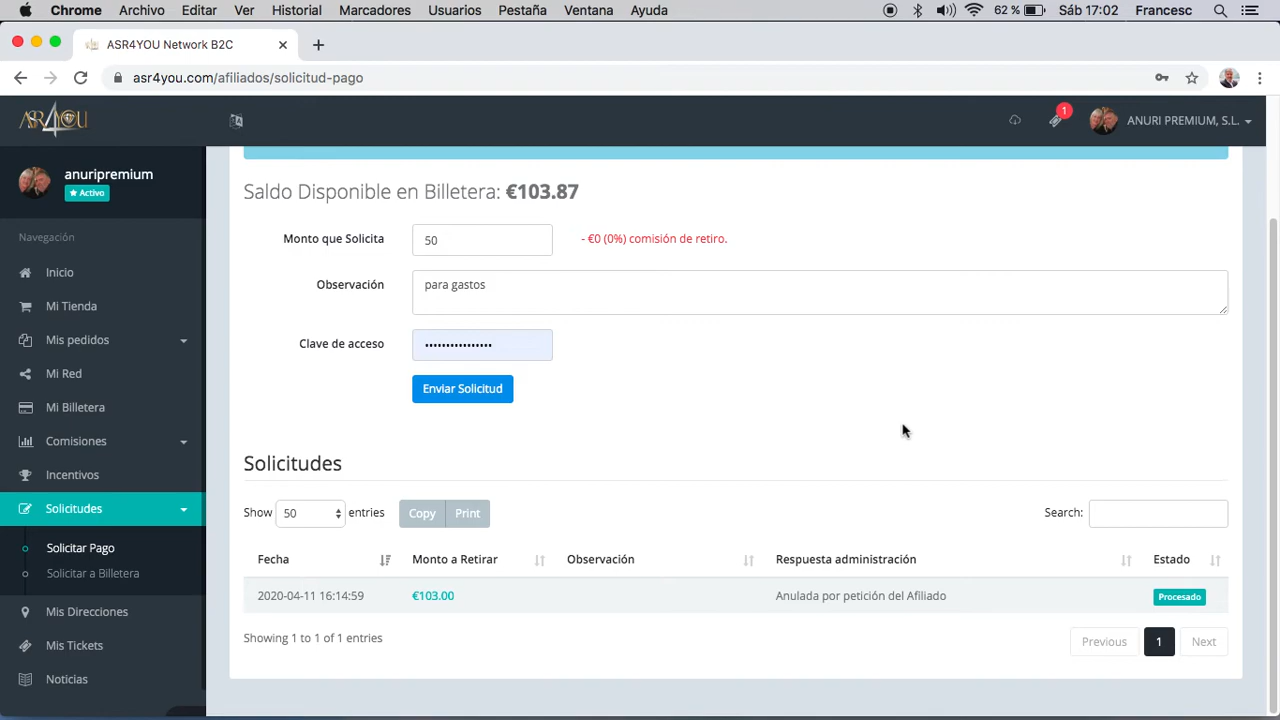 Chrome Archivo Editar Ver Historial Marcadores Usuarios Pestaña Ventana Ayuda 62 % Sáb 17:02 Francesc
ASR4YOU Network B2C
asr4you.com/afiliados/solicitud-pago
ASR4YOU
1
ANURI PREMIUM, S.L.
anuripremium
Activo
Navegación
Inicio
Mi Tienda
Mis pedidos
Mi Red
Mi Billetera
Comisiones
Incentivos
Solicitudes
Solicitar Pago
Solicitar a Billetera
Mis Direcciones
Mis Tickets
Noticias
Saldo Disponible en Billetera: €103.87
Monto que Solicita 50 - €0 (0%) comisión de retiro.
Observación para gastos
Clave de acceso ••••••••••••••••
Enviar Solicitud
Solicitudes
Show 50 entries Copy Print Search:
Fecha Monto a Retirar Observación Respuesta administración Estado
2020-04-11 16:14:59 €103.00 Anulada por petición del Afiliado Procesado
Showing 1 to 1 of 1 entries Previous 1 Next